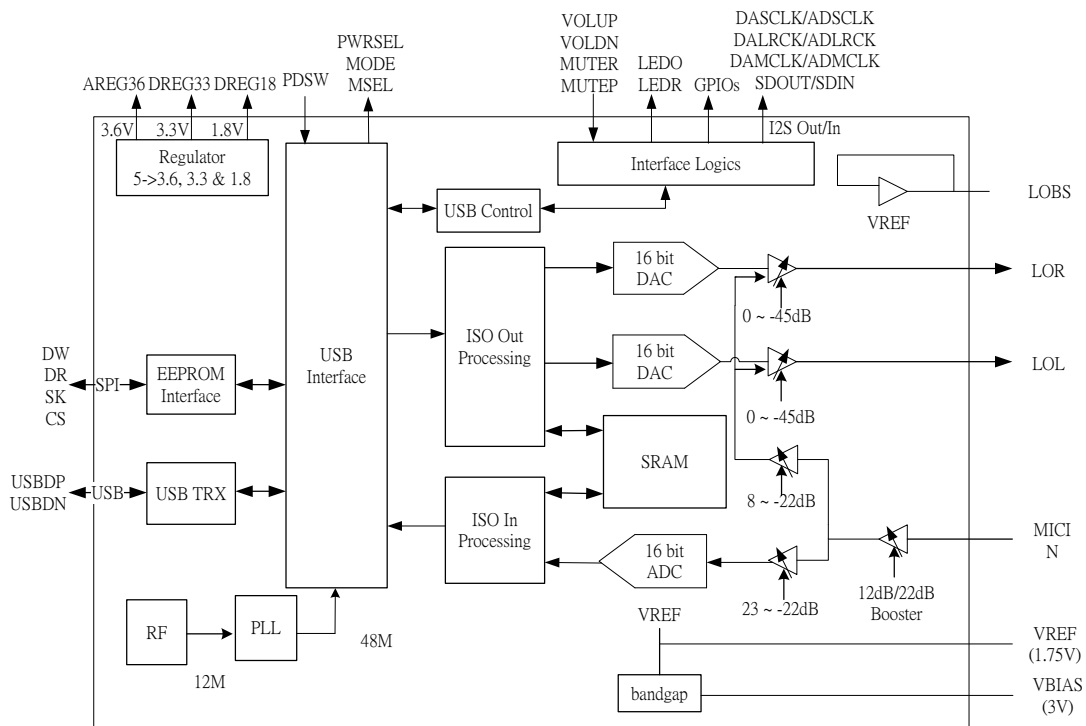 VOLUP
VOLDN
MUTER
MUTEP
DASCLK/ADSCLK
DALRCK/ADLRCK
DAMCLK/ADMCLK
SDOUT/SDIN
PWRSEL
MODE
MSEL
LEDO
LEDR
GPIOs
AREG36 DREG33 DREG18
PDSW
3.6V 3.3V 1.8V
I2S Out/In
Regulator
5->3.6, 3.3 & 1.8
Interface Logics
USB Control
VREF
LOBS
16 bit
DAC
LOR
0 ~ -45dB
ISO Out
Processing
USB
Interface
16 bit
DAC
LOL
0 ~ -45dB
DW
DR
SK
CS
SPI
EEPROM
Interface
SRAM
8 ~ -22dB
USBDP
USBDN
USB
USB TRX
ISO In
Processing
16 bit
ADC
23 ~ -22dB
12dB/22dB
Booster
MICI
N
RF
PLL
12M
48M
VREF
VREF
(1.75V)
bandgap
VBIAS
(3V)